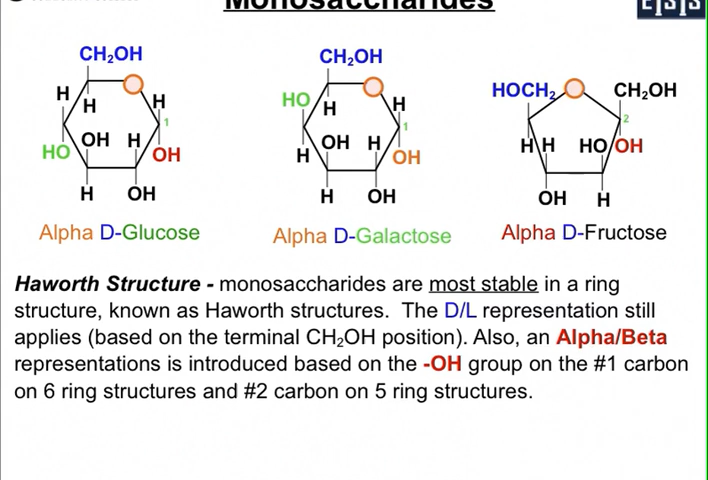 Monosaccharides
CH₂OH
CH₂OH
HOCH₂
CH₂OH
H
H
H
1
HO
OH
H
OH
H
OH
HO
H
H
1
H
OH
H
OH
H
OH
2
H
H
HO
OH
OH
H
Alpha D-Glucose
Alpha D-Galactose
Alpha D-Fructose
Haworth Structure - monosaccharides are most stable in a ring
structure, known as Haworth structures. The D/L representation still
applies (based on the terminal CH₂OH position). Also, an Alpha/Beta
representations is introduced based on the -OH group on the #1 carbon
on 6 ring structures and #2 carbon on 5 ring structures.